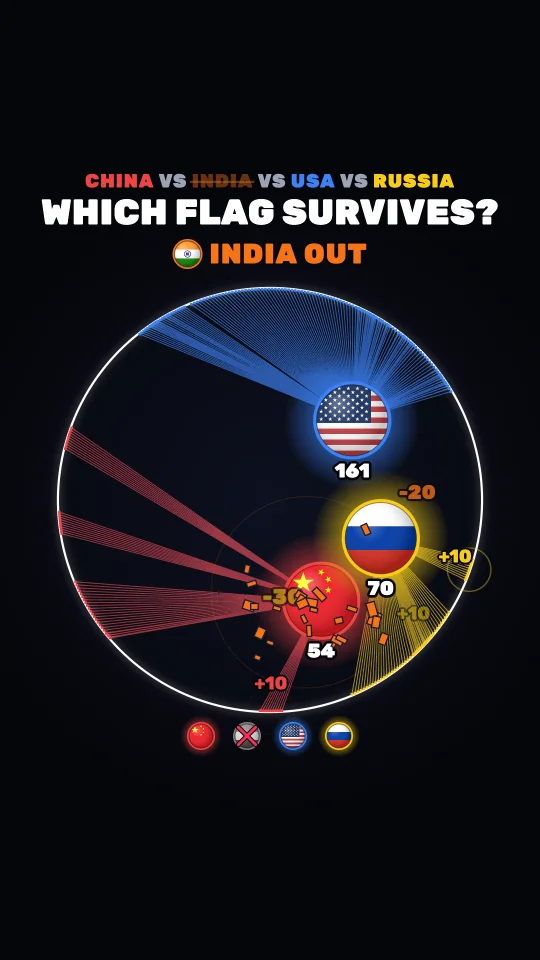 CHINA VS INDIA VS USA VS RUSSIA
WHICH FLAG SURVIVES?
INDIA OUT
161
-20
+10
70
+10
-30
54
+10